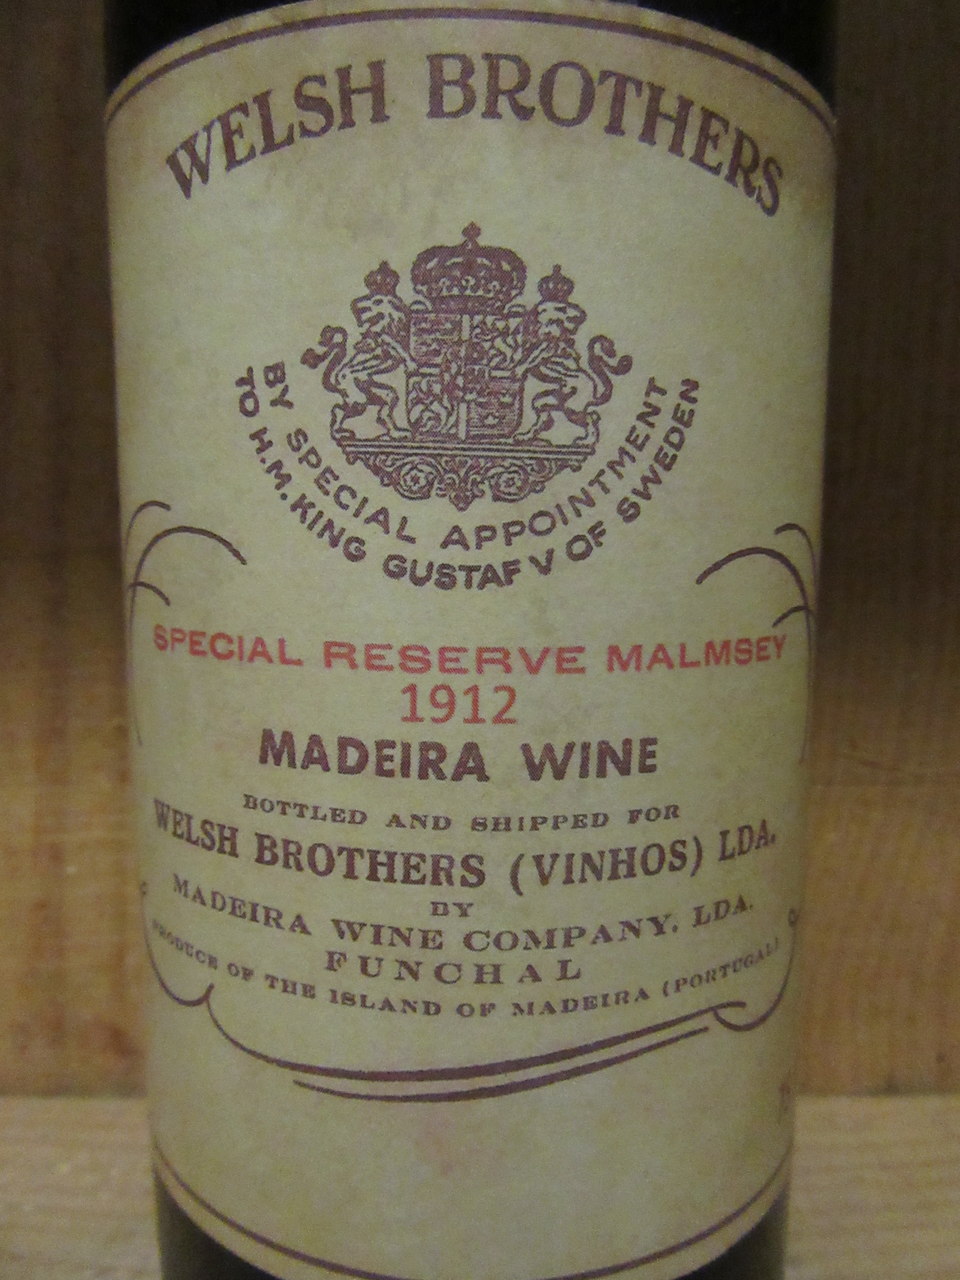 WELSH BROTHERS
BY SPECIAL APPOINTMENT
TO H.M. KING GUSTAF V OF SWEDEN
SPECIAL RESERVE MALMSEY
1912
MADEIRA WINE
BOTTLED AND SHIPPED FOR
WELSH BROTHERS (VINHOS) LDA.
BY
MADEIRA WINE COMPANY, LDA.
FUNCHAL
PRODUCE OF THE ISLAND OF MADEIRA (PORTUGAL)